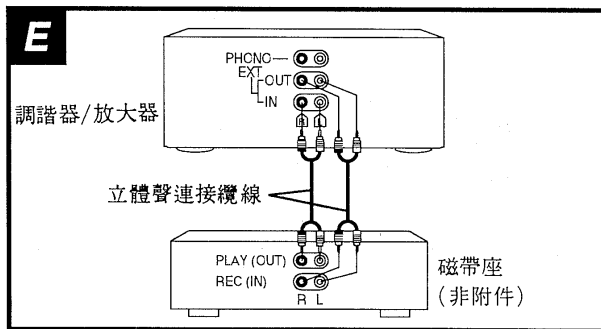 E
PHONO
EXT
OUT
IN
R L
調諧器/放大器
立體聲連接纜線
PLAY (OUT)
REC (IN)
R L
磁帶座
(非附件)